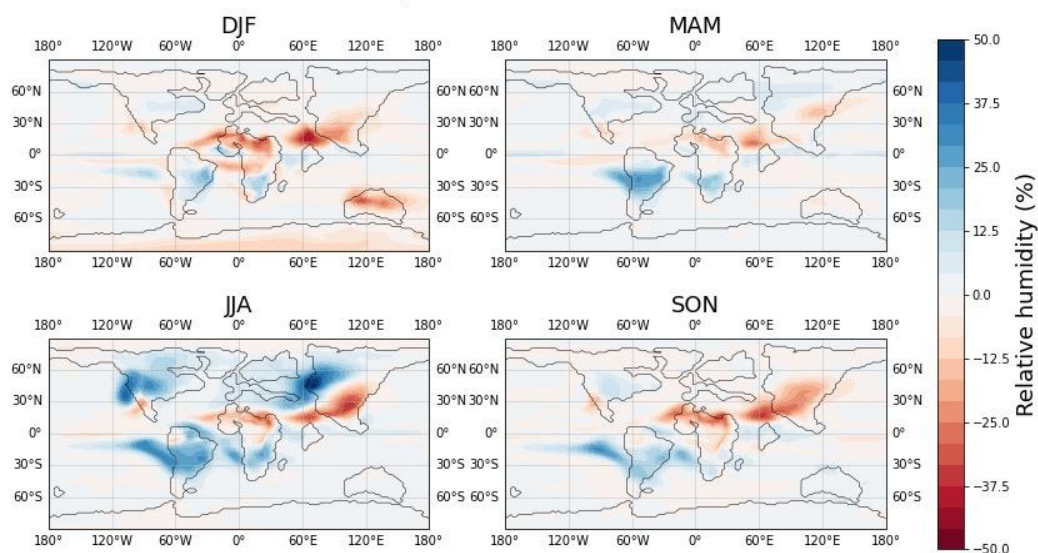 DJF
MAM
180° 120°W 60°W 0° 60°E 120°E 180°
180° 120°W 60°W 0° 60°E 120°E 180°
50.0
60°N 60°N 60°N 60°N
37.5
30°N 30°N 30°N 30°N
25.0
0° 0° 0° 0°
30°S 30°S 30°S 30°S
12.5
60°S 60°S 60°S 60°S
180° 120°W 60°W 0° 60°E 120°E 180°
180° 120°W 60°W 0° 60°E 120°E 180°
0.0
JJA
SON
180° 120°W 60°W 0° 60°E 120°E 180°
180° 120°W 60°W 0° 60°E 120°E 180°
−12.5
60°N 60°N 60°N 60°N
30°N 30°N 30°N 30°N
−25.0
0° 0° 0° 0°
30°S 30°S 30°S 30°S
−37.5
60°S 60°S 60°S 60°S
180° 120°W 60°W 0° 60°E 120°E 180°
180° 120°W 60°W 0° 60°E 120°E 180°
−50.0
Relative humidity (%)